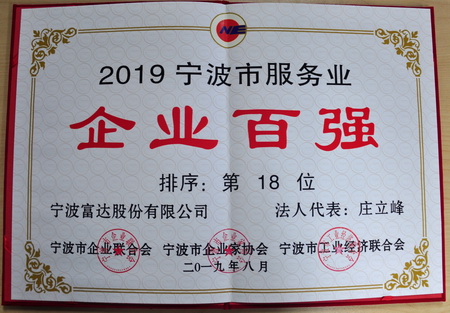 NE
2019 宁波市服务业
企业百强
排序：第 18 位
宁波富达股份有限公司 法人代表：庄立峰
宁波市企业联合会 宁波市企业家协会 宁波市工业经济联合会
二〇一九年八月